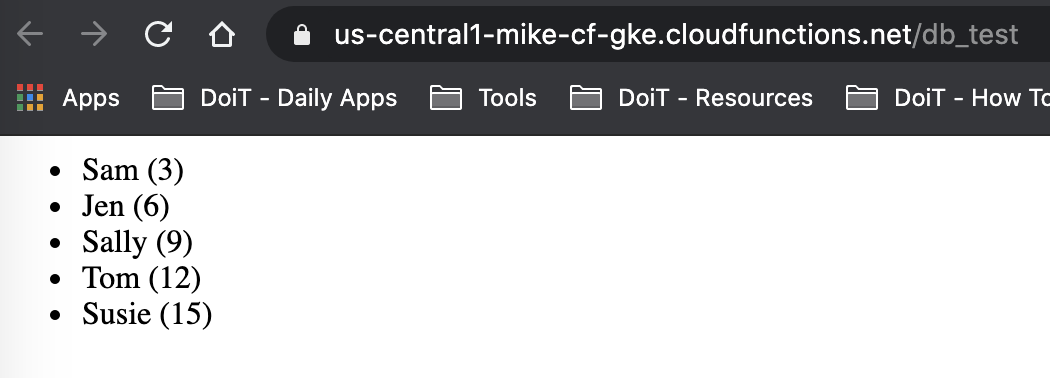 us-central1-mike-cf-gke.cloudfunctions.net/db_test
Apps DoiT - Daily Apps Tools DoiT - Resources DoiT - How To
• Sam (3)
• Jen (6)
• Sally (9)
• Tom (12)
• Susie (15)